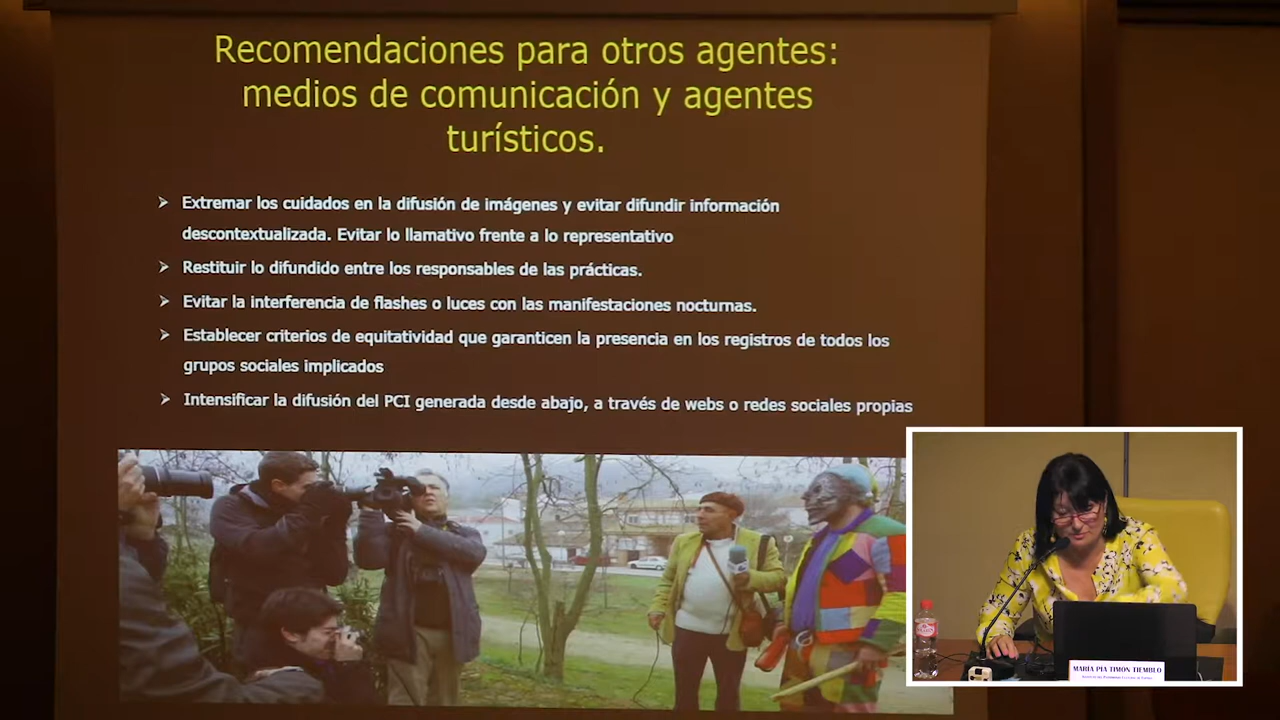 Recomendaciones para otros agentes:
medios de comunicación y agentes
turísticos.
Extremar los cuidados en la difusión de imágenes y evitar difundir información
descontextualizada. Evitar lo llamativo frente a lo representativo
Restituir lo difundido entre los responsables de las prácticas.
Evitar la interferencia de flashes o luces con las manifestaciones nocturnas.
Establecer criterios de equitatividad que garanticen la presencia en los registros de todos los
grupos sociales implicados
Intensificar la difusión del PCI generada desde abajo, a través de webs o redes sociales propias
MARÍA PÍA TIMÓN TIEMBLO